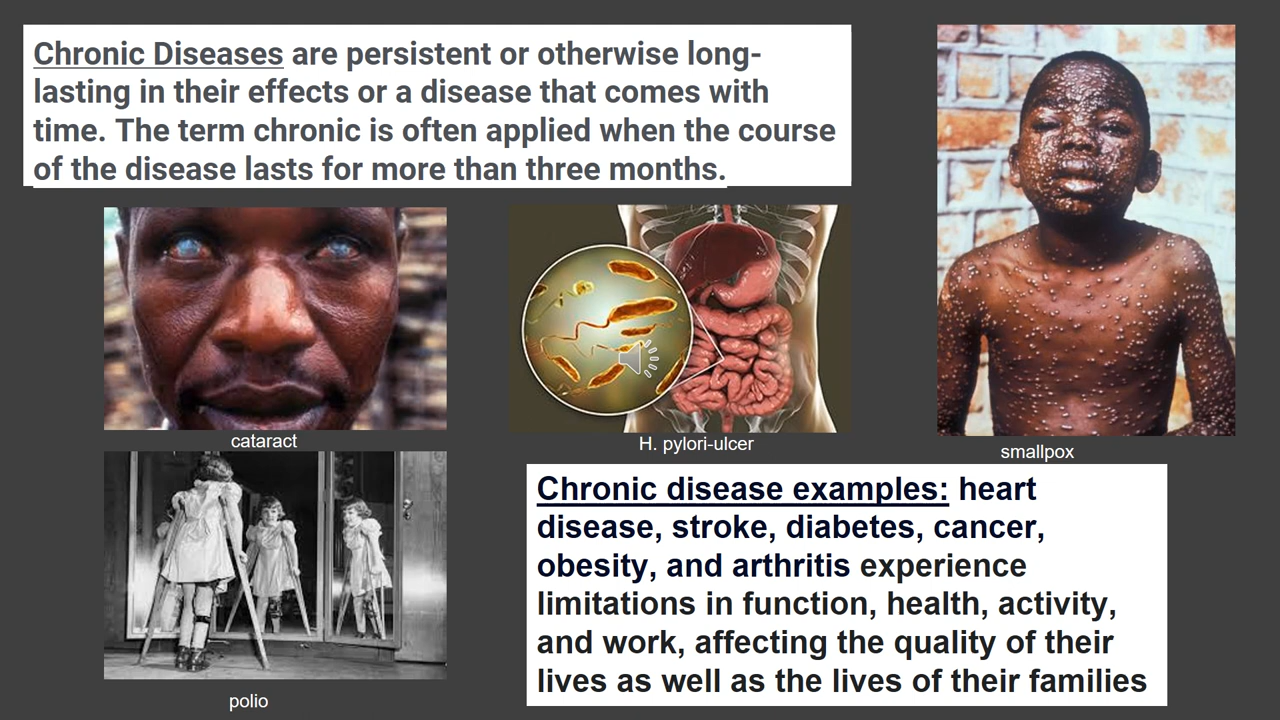 Chronic Diseases are persistent or otherwise long-
lasting in their effects or a disease that comes with
time. The term chronic is often applied when the course
of the disease lasts for more than three months.
cataract
H. pylori-ulcer
smallpox
polio
Chronic disease examples: heart
disease, stroke, diabetes, cancer,
obesity, and arthritis experience
limitations in function, health, activity,
and work, affecting the quality of their
lives as well as the lives of their families